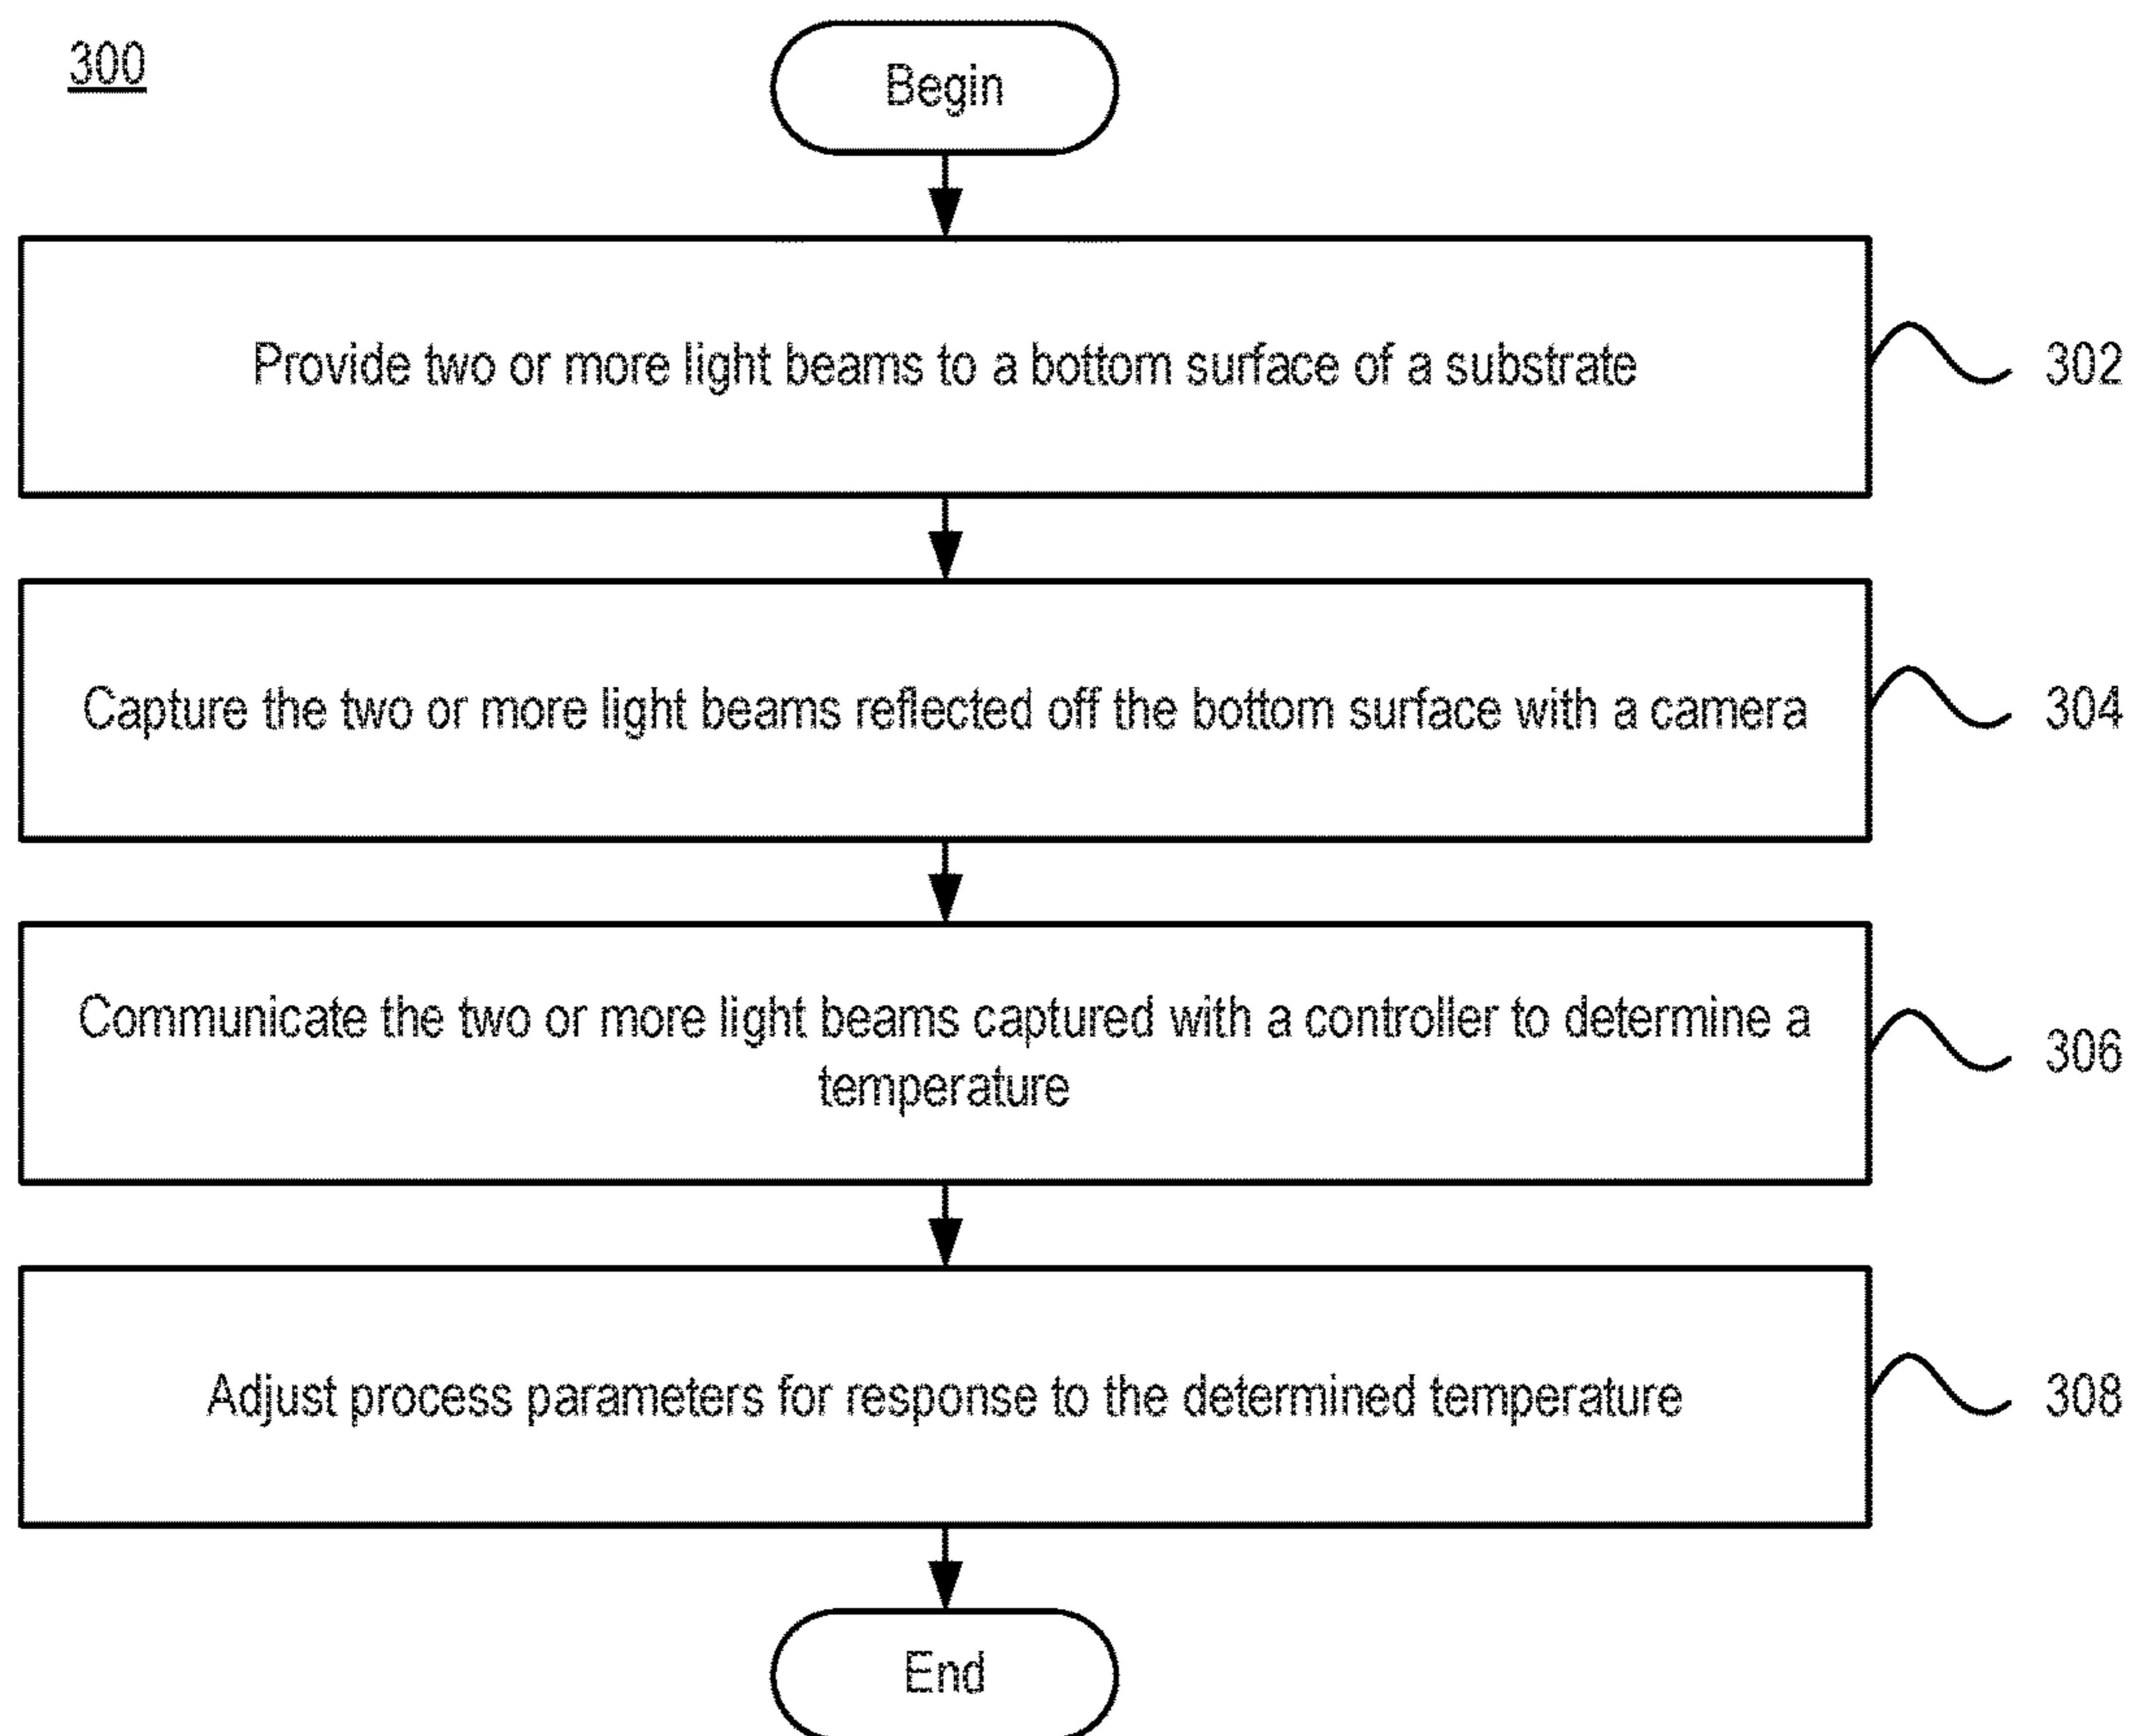 300
Begin
Provide two or more light beams to a bottom surface of a substrate
302
Capture the two or more light beams reflected off the bottom surface with a camera
304
Communicate the two or more light beams captured with a controller to determine a
temperature
306
Adjust process parameters for response to the determined temperature
308
End